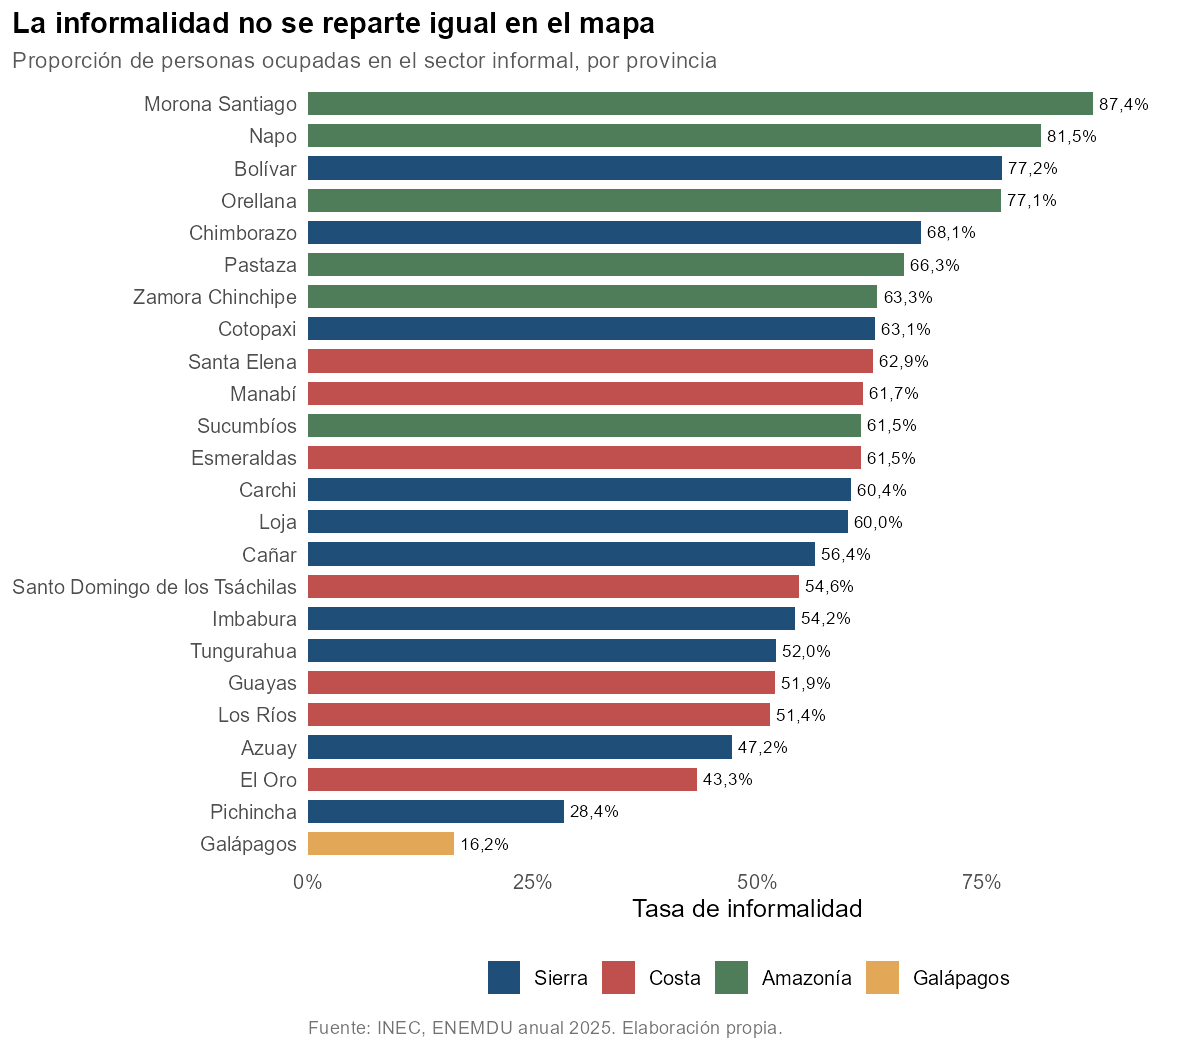 La informalidad no se reparte igual en el mapa
Proporción de personas ocupadas en el sector informal, por provincia
Morona Santiago 87,4%
Napo 81,5%
Bolívar 77,2%
Orellana 77,1%
Chimborazo 68,1%
Pastaza 66,3%
Zamora Chinchipe 63,3%
Cotopaxi 63,1%
Santa Elena 62,9%
Manabí 61,7%
Sucumbíos 61,5%
Esmeraldas 61,5%
Carchi 60,4%
Loja 60,0%
Cañar 56,4%
Santo Domingo de los Tsáchilas 54,6%
Imbabura 54,2%
Tungurahua 52,0%
Guayas 51,9%
Los Ríos 51,4%
Azuay 47,2%
El Oro 43,3%
Pichincha 28,4%
Galápagos 16,2%
0% 25% 50% 75%
Tasa de informalidad
Sierra Costa Amazonía Galápagos
Fuente: INEC, ENEMDU anual 2025. Elaboración propia.